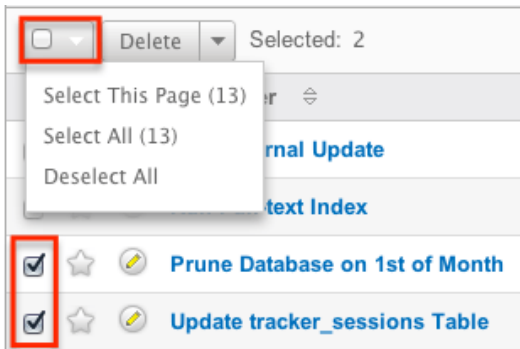 Delete
Selected: 2
Select This Page (13)
Select All (13)
Deselect All
rnal Update
text Index
Prune Database on 1st of Month
Update tracker_sessions Table